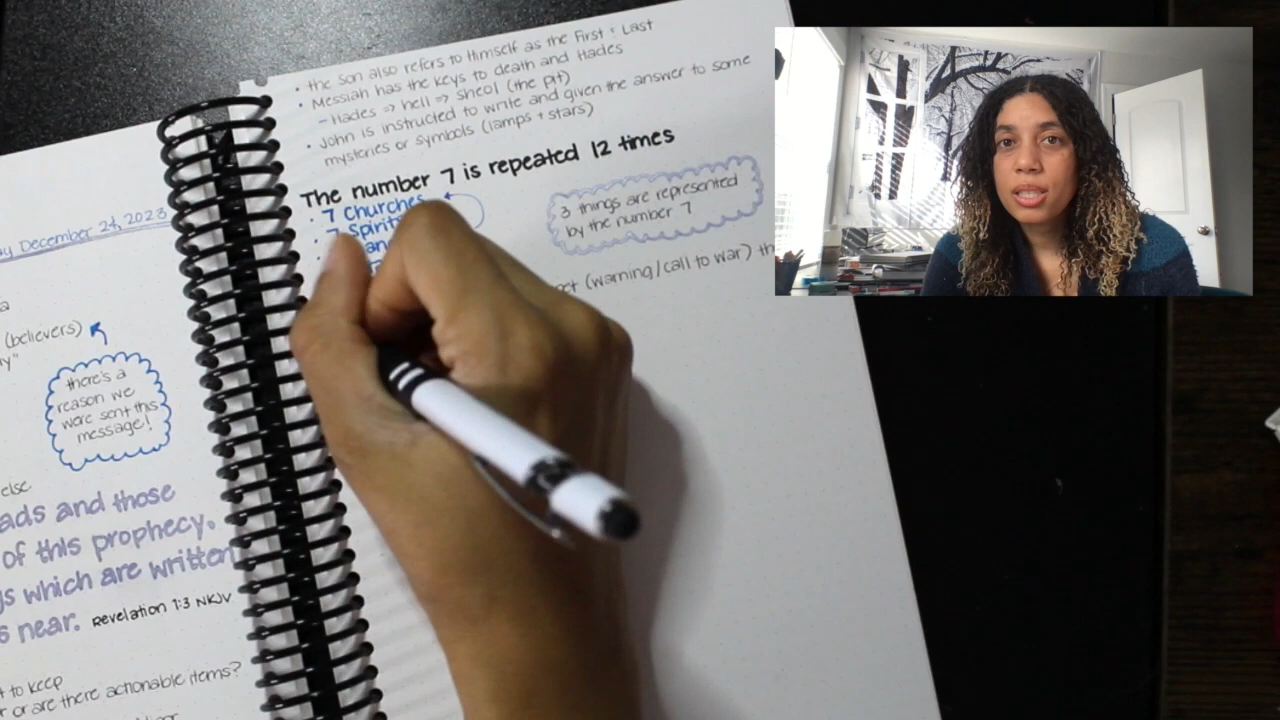 December 24, 2023
(believers)
there's a
reason we
were sent this
message!
else
and those
of this prophecy.
which are written
near. Revelation 1:3 NKJV
to keep
or are there actionable items?
• the son also refers to Himself as the First & Last
• Messiah has the keys to death and Hades
– Hades => hell => Sheol (the pit)
• John is instructed to write and given the answer to some
mysteries or symbols (lamps + stars)
The number 7 is repeated 12 times
• 7 churches
• 7 Spirits
3 things are represented
by the number 7
(warning/call to war)